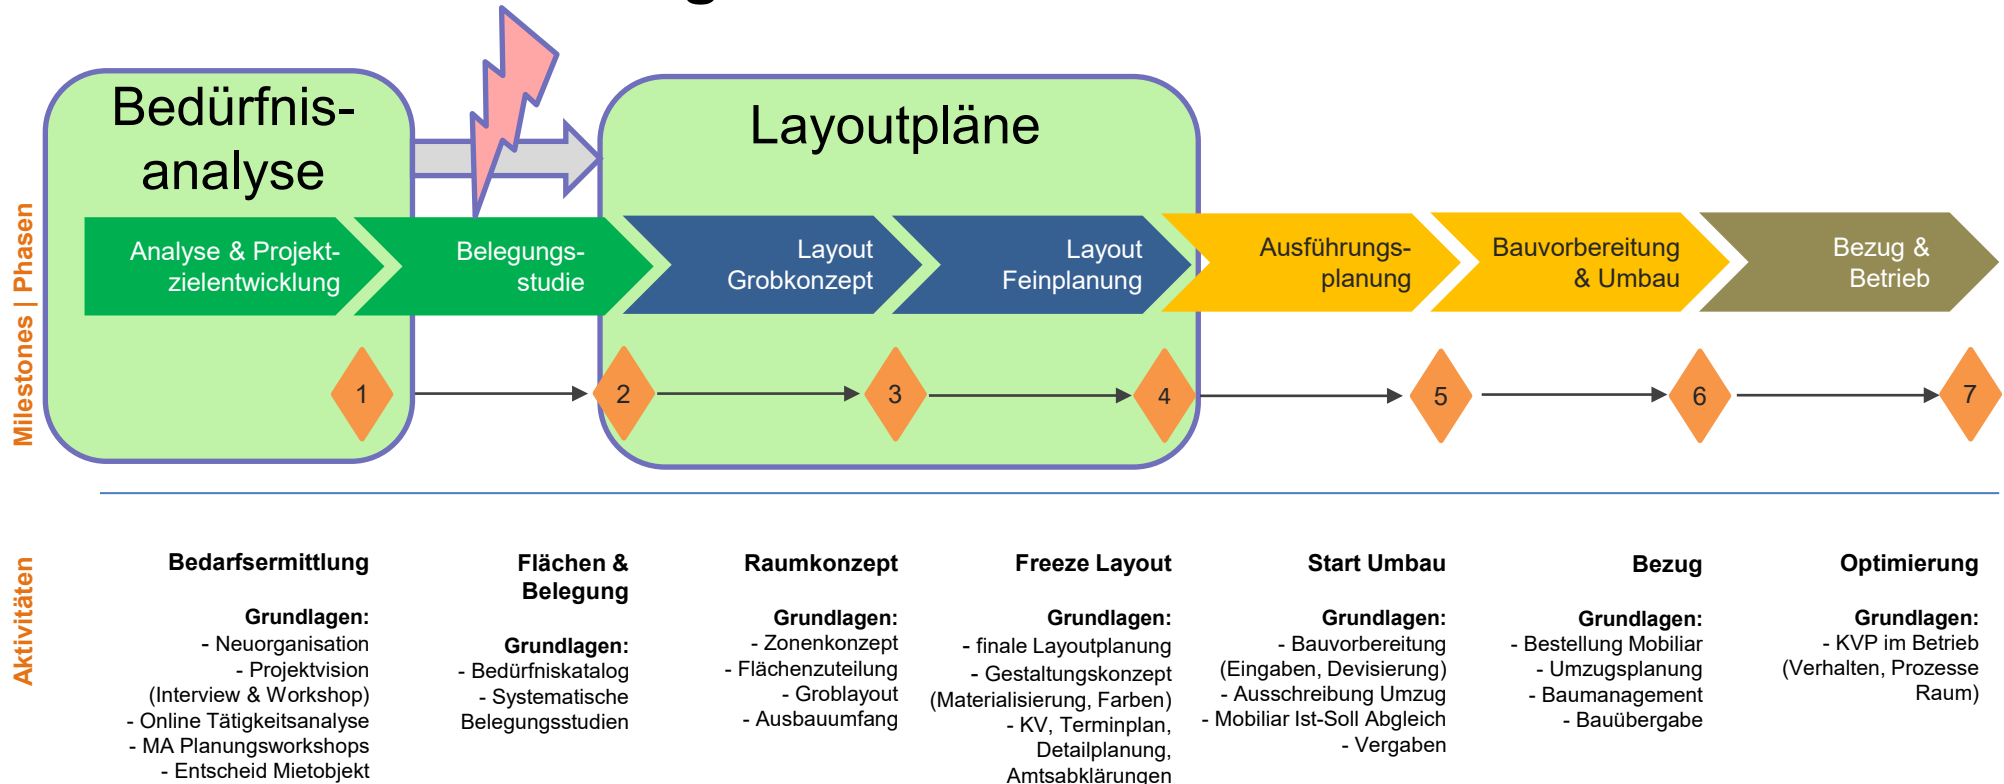 g
Bedürfnis-
analyse
Layoutpläne
Milestones | Phasen
Analyse & Projekt-
zielentwicklung
Belegungs-
studie
Layout
Grobkonzept
Layout
Feinplanung
Ausführungs-
planung
Bauvorbereitung
& Umbau
Bezug &
Betrieb
1
2
3
4
5
6
7
Aktivitäten
Bedarfsermittlung
Grundlagen:
- Neuorganisation
- Projektvision
(Interview & Workshop)
- Online Tätigkeitsanalyse
- MA Planungsworkshops
- Entscheid Mietobjekt
Flächen &
Belegung
Grundlagen:
- Bedürfniskatalog
- Systematische
Belegungsstudien
Raumkonzept
Grundlagen:
- Zonenkonzept
- Flächenzuteilung
- Groblayout
- Ausbauumfang
Freeze Layout
Grundlagen:
- finale Layoutplanung
- Gestaltungskonzept
(Materialisierung, Farben)
- KV, Terminplan,
Detailplanung,
Amtsabklärungen
Start Umbau
Grundlagen:
- Bauvorbereitung
(Eingaben, Devisierung)
- Ausschreibung Umzug
- Mobiliar Ist-Soll Abgleich
- Vergaben
Bezug
Grundlagen:
- Bestellung Mobiliar
- Umzugsplanung
- Baumanagement
- Bauübergabe
Optimierung
Grundlagen:
- KVP im Betrieb
(Verhalten, Prozesse
Raum)